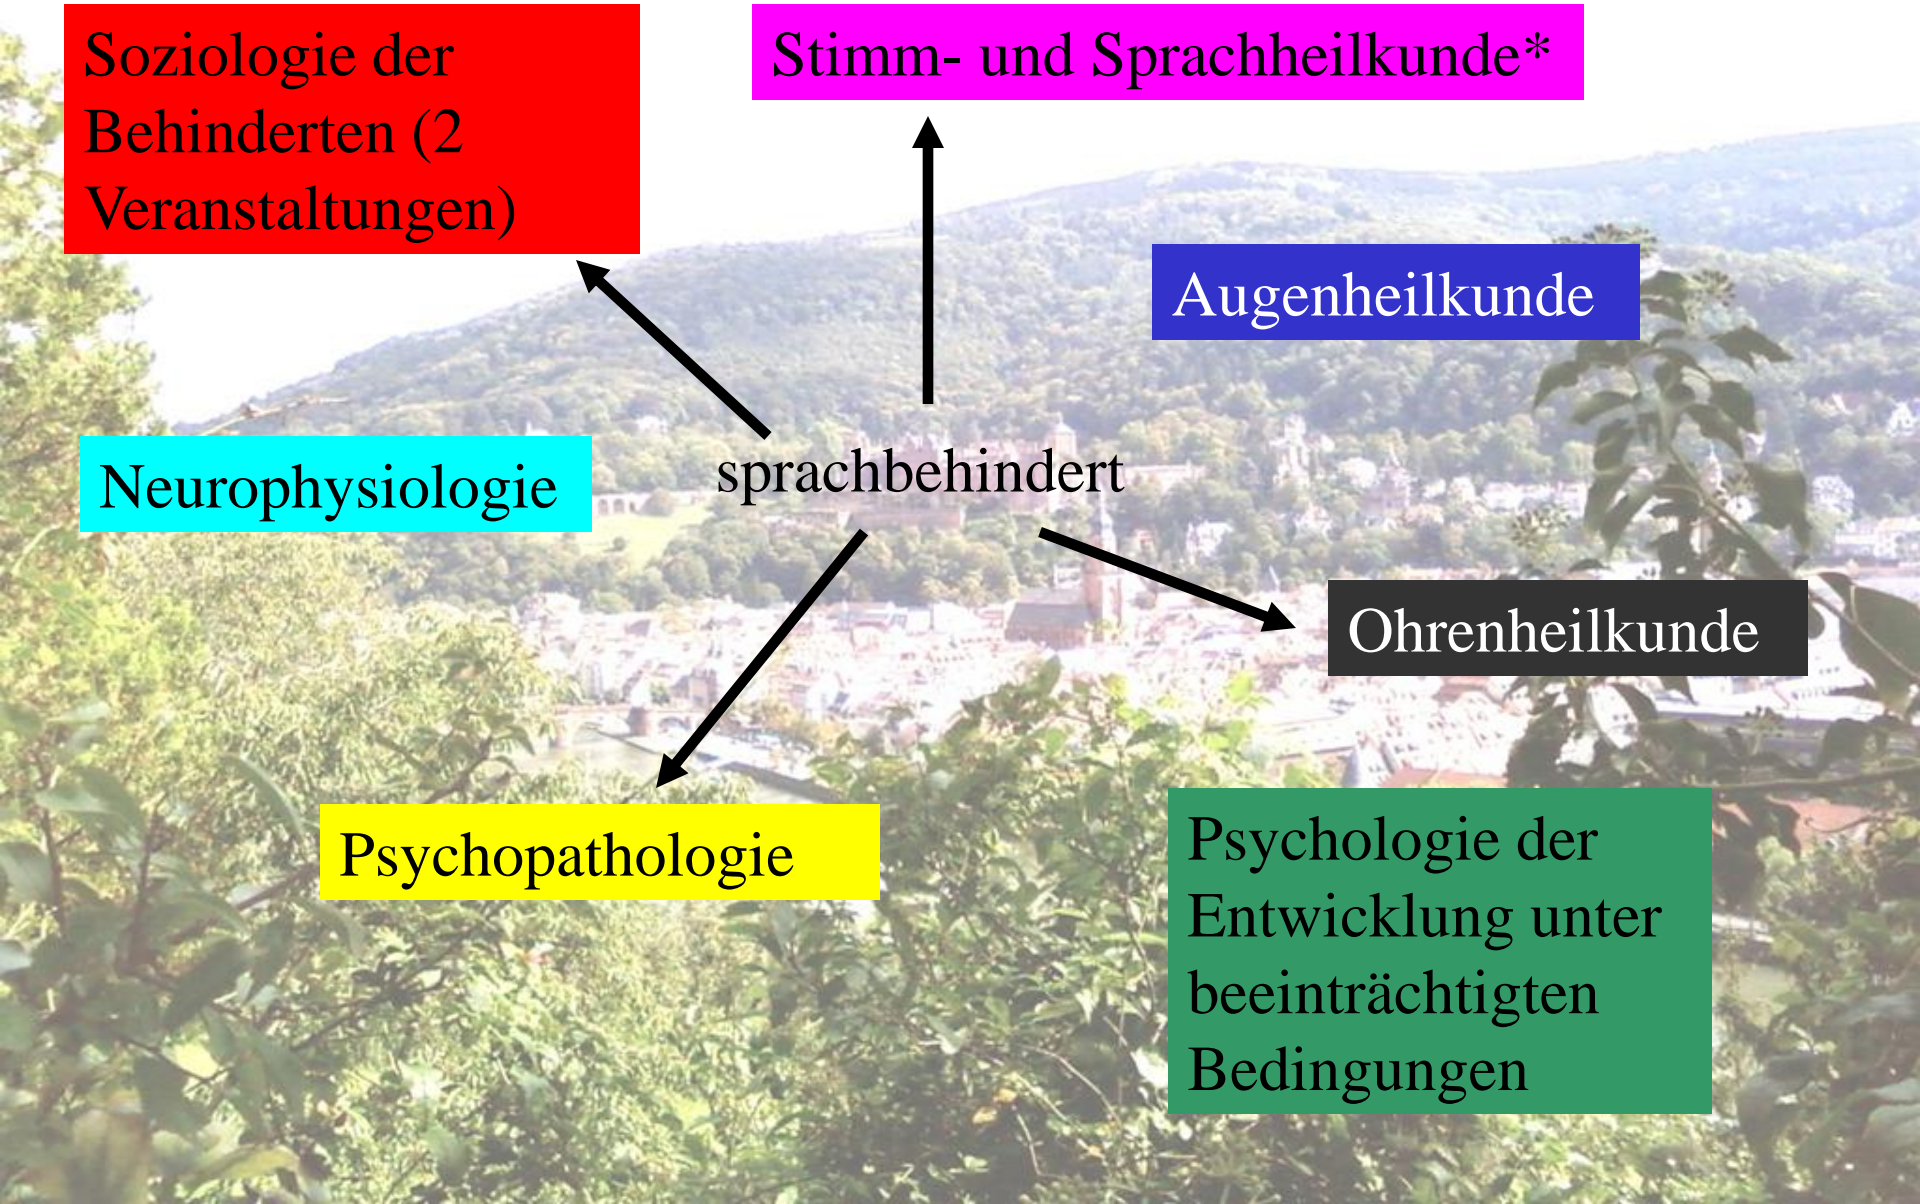 Soziologie der
Behinderten (2
Veranstaltungen)
Stimm- und Sprachheilkunde*
Augenheilkunde
Neurophysiologie
sprachbehindert
Ohrenheilkunde
Psychopathologie
Psychologie der
Entwicklung unter
beeinträchtigten
Bedingungen